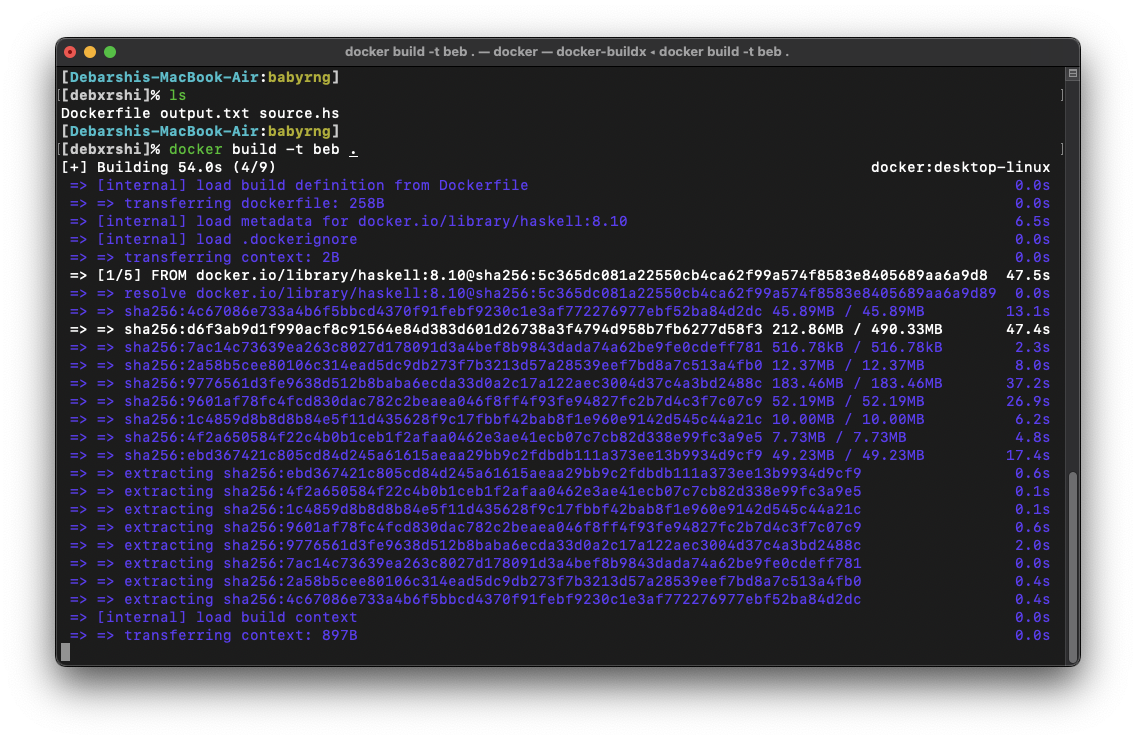 docker build -t beb . — docker — docker-buildx ◂ docker build -t beb .
[Debarshis-MacBook-Air:babyrng]
[[debxrshi]% ls ]
Dockerfile output.txt source.hs
[Debarshis-MacBook-Air:babyrng]
[[debxrshi]% docker build -t beb . ]
[+] Building 54.0s (4/9) docker:desktop-linux
=> [internal] load build definition from Dockerfile 0.0s
=> => transferring dockerfile: 258B 0.0s
=> [internal] load metadata for docker.io/library/haskell:8.10 6.5s
=> [internal] load .dockerignore 0.0s
=> => transferring context: 2B 0.0s
=> [1/5] FROM docker.io/library/haskell:8.10@sha256:5c365dc081a22550cb4ca62f99a574f8583e8405689aa6a9d8 47.5s
=> => resolve docker.io/library/haskell:8.10@sha256:5c365dc081a22550cb4ca62f99a574f8583e8405689aa6a9d89 0.0s
=> => sha256:4c67086e733a4b6f5bbcd4370f91febf9230c1e3af772276977ebf52ba84d2dc 45.89MB / 45.89MB 13.1s
=> => sha256:d6f3ab9d1f990acf8c91564e84d383d601d26738a3f4794d958b7fb6277d58f3 212.86MB / 490.33MB 47.4s
=> => sha256:7ac14c73639ea263c8027d178091d3a4bef8b9843dada74a62be9fe0cdeff781 516.78kB / 516.78kB 2.3s
=> => sha256:2a58b5cee80106c314ead5dc9db273f7b3213d57a28539eef7bd8a7c513a4fb0 12.37MB / 12.37MB 8.0s
=> => sha256:9776561d3fe9638d512b8baba6ecda33d0a2c17a122aec3004d37c4a3bd2488c 183.46MB / 183.46MB 37.2s
=> => sha256:9601af78fc4fcd830dac782c2beaea046f8ff4f93fe94827fc2b7d4c3f7c07c9 52.19MB / 52.19MB 26.9s
=> => sha256:1c4859d8b8d8b84e5f11d435628f9c17fbbf42bab8f1e960e9142d545c44a21c 10.00MB / 10.00MB 6.2s
=> => sha256:4f2a650584f22c4b0b1ceb1f2afaa0462e3ae41ecb07c7cb82d338e99fc3a9e5 7.73MB / 7.73MB 4.8s
=> => sha256:ebd367421c805cd84d245a61615aeaa29bb9c2fdbdb111a373ee13b9934d9cf9 49.23MB / 49.23MB 17.4s
=> => extracting sha256:ebd367421c805cd84d245a61615aeaa29bb9c2fdbdb111a373ee13b9934d9cf9 0.6s
=> => extracting sha256:4f2a650584f22c4b0b1ceb1f2afaa0462e3ae41ecb07c7cb82d338e99fc3a9e5 0.1s
=> => extracting sha256:1c4859d8b8d8b84e5f11d435628f9c17fbbf42bab8f1e960e9142d545c44a21c 0.1s
=> => extracting sha256:9601af78fc4fcd830dac782c2beaea046f8ff4f93fe94827fc2b7d4c3f7c07c9 0.6s
=> => extracting sha256:9776561d3fe9638d512b8baba6ecda33d0a2c17a122aec3004d37c4a3bd2488c 2.0s
=> => extracting sha256:7ac14c73639ea263c8027d178091d3a4bef8b9843dada74a62be9fe0cdeff781 0.0s
=> => extracting sha256:2a58b5cee80106c314ead5dc9db273f7b3213d57a28539eef7bd8a7c513a4fb0 0.4s
=> => extracting sha256:4c67086e733a4b6f5bbcd4370f91febf9230c1e3af772276977ebf52ba84d2dc 0.4s
=> [internal] load build context 0.0s
=> => transferring context: 897B 0.0s